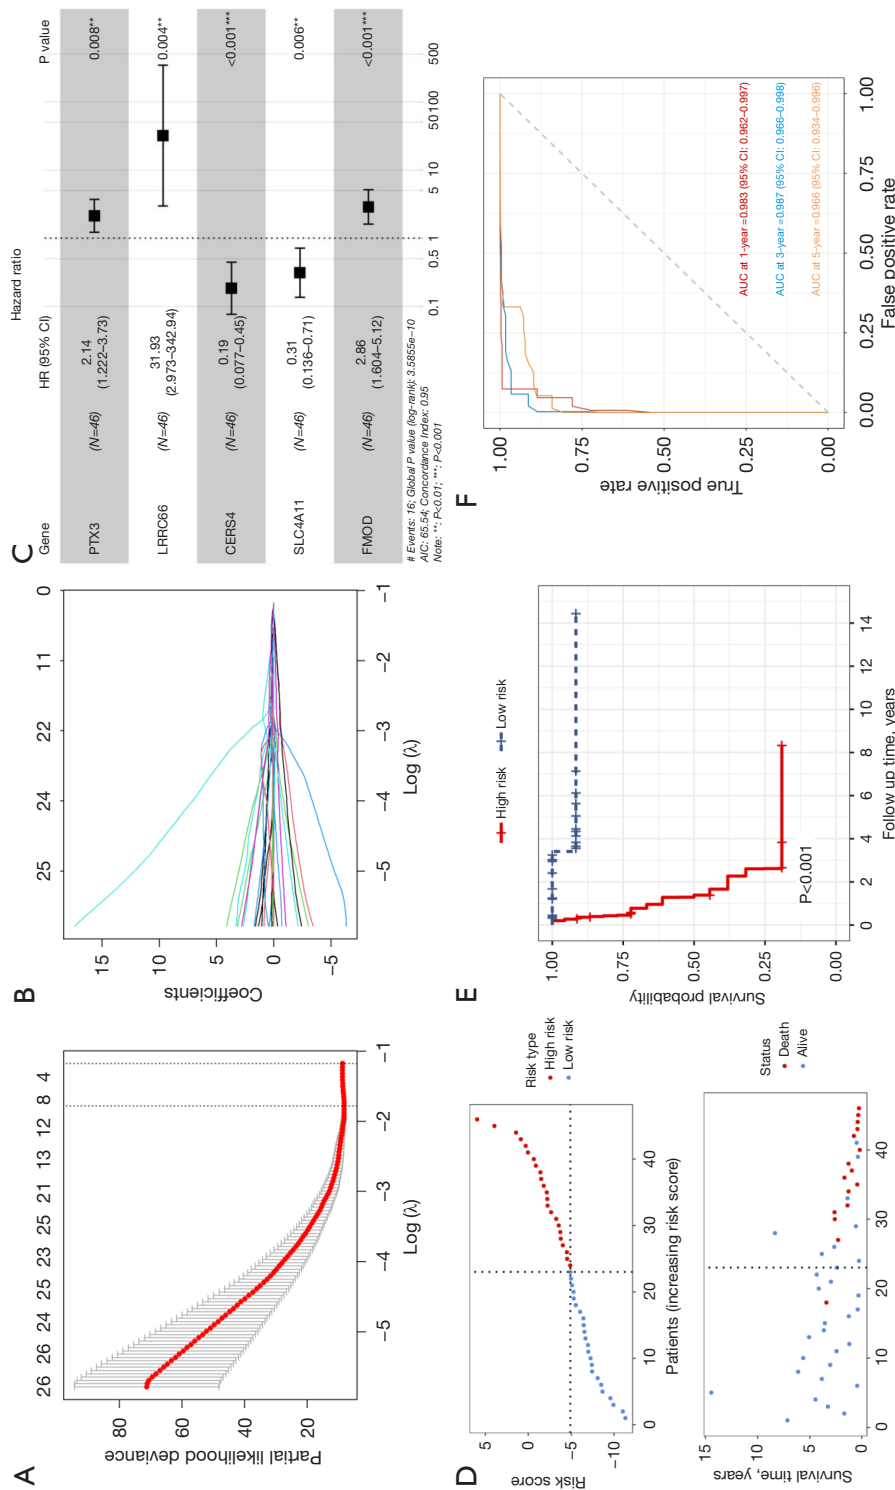 A
26 26 24 25 23 25 21 13 12 8 4
Partial likelihood deviance
80
60
40
20
−5 −4 −3 −2 −1
Log (λ)
B
25 24 22 11 0
Coefficients
15
10
5
0
−5
−5 −4 −3 −2 −1
Log (λ)
C
Hazard ratio
Gene HR (95% CI) P value
PTX3 (N=46) 2.14 (1.222–3.73) 0.008**
LRRC66 (N=46) 31.93 (2.973–342.94) 0.004**
CERS4 (N=46) 0.19 (0.077–0.45) <0.001***
SLC4A11 (N=46) 0.31 (0.136–0.71) 0.006**
FMOD (N=46) 2.86 (1.604–5.12) <0.001***
0.1 0.5 1 5 10 50 100 500
# Events: 16; Global P value (log-rank): 3.5855e−10
AIC: 65.54; Concordance Index: 0.95
Note: **: P<0.01; ***: P<0.001
D
Risk score
5
0
−5
−10
0 10 20 30 40
Patients (increasing risk score)
Risk type
High risk
Low risk
Survival time, years
15
10
5
0
0 10 20 30 40
Status
Death
Alive
E
High risk Low risk
Survival probability
1.00
0.75
0.50
0.25
0.00
P<0.001
0 2 4 6 8 10 12 14
Follow up time, years
F
True positive rate
1.00
0.75
0.50
0.25
0.00
AUC at 1-year =0.983 (95% CI: 0.962–0.997)
AUC at 3-year =0.987 (95% CI: 0.966–0.998)
AUC at 5-year =0.966 (95% CI: 0.934–0.996)
0.00 0.25 0.50 0.75 1.00
False positive rate